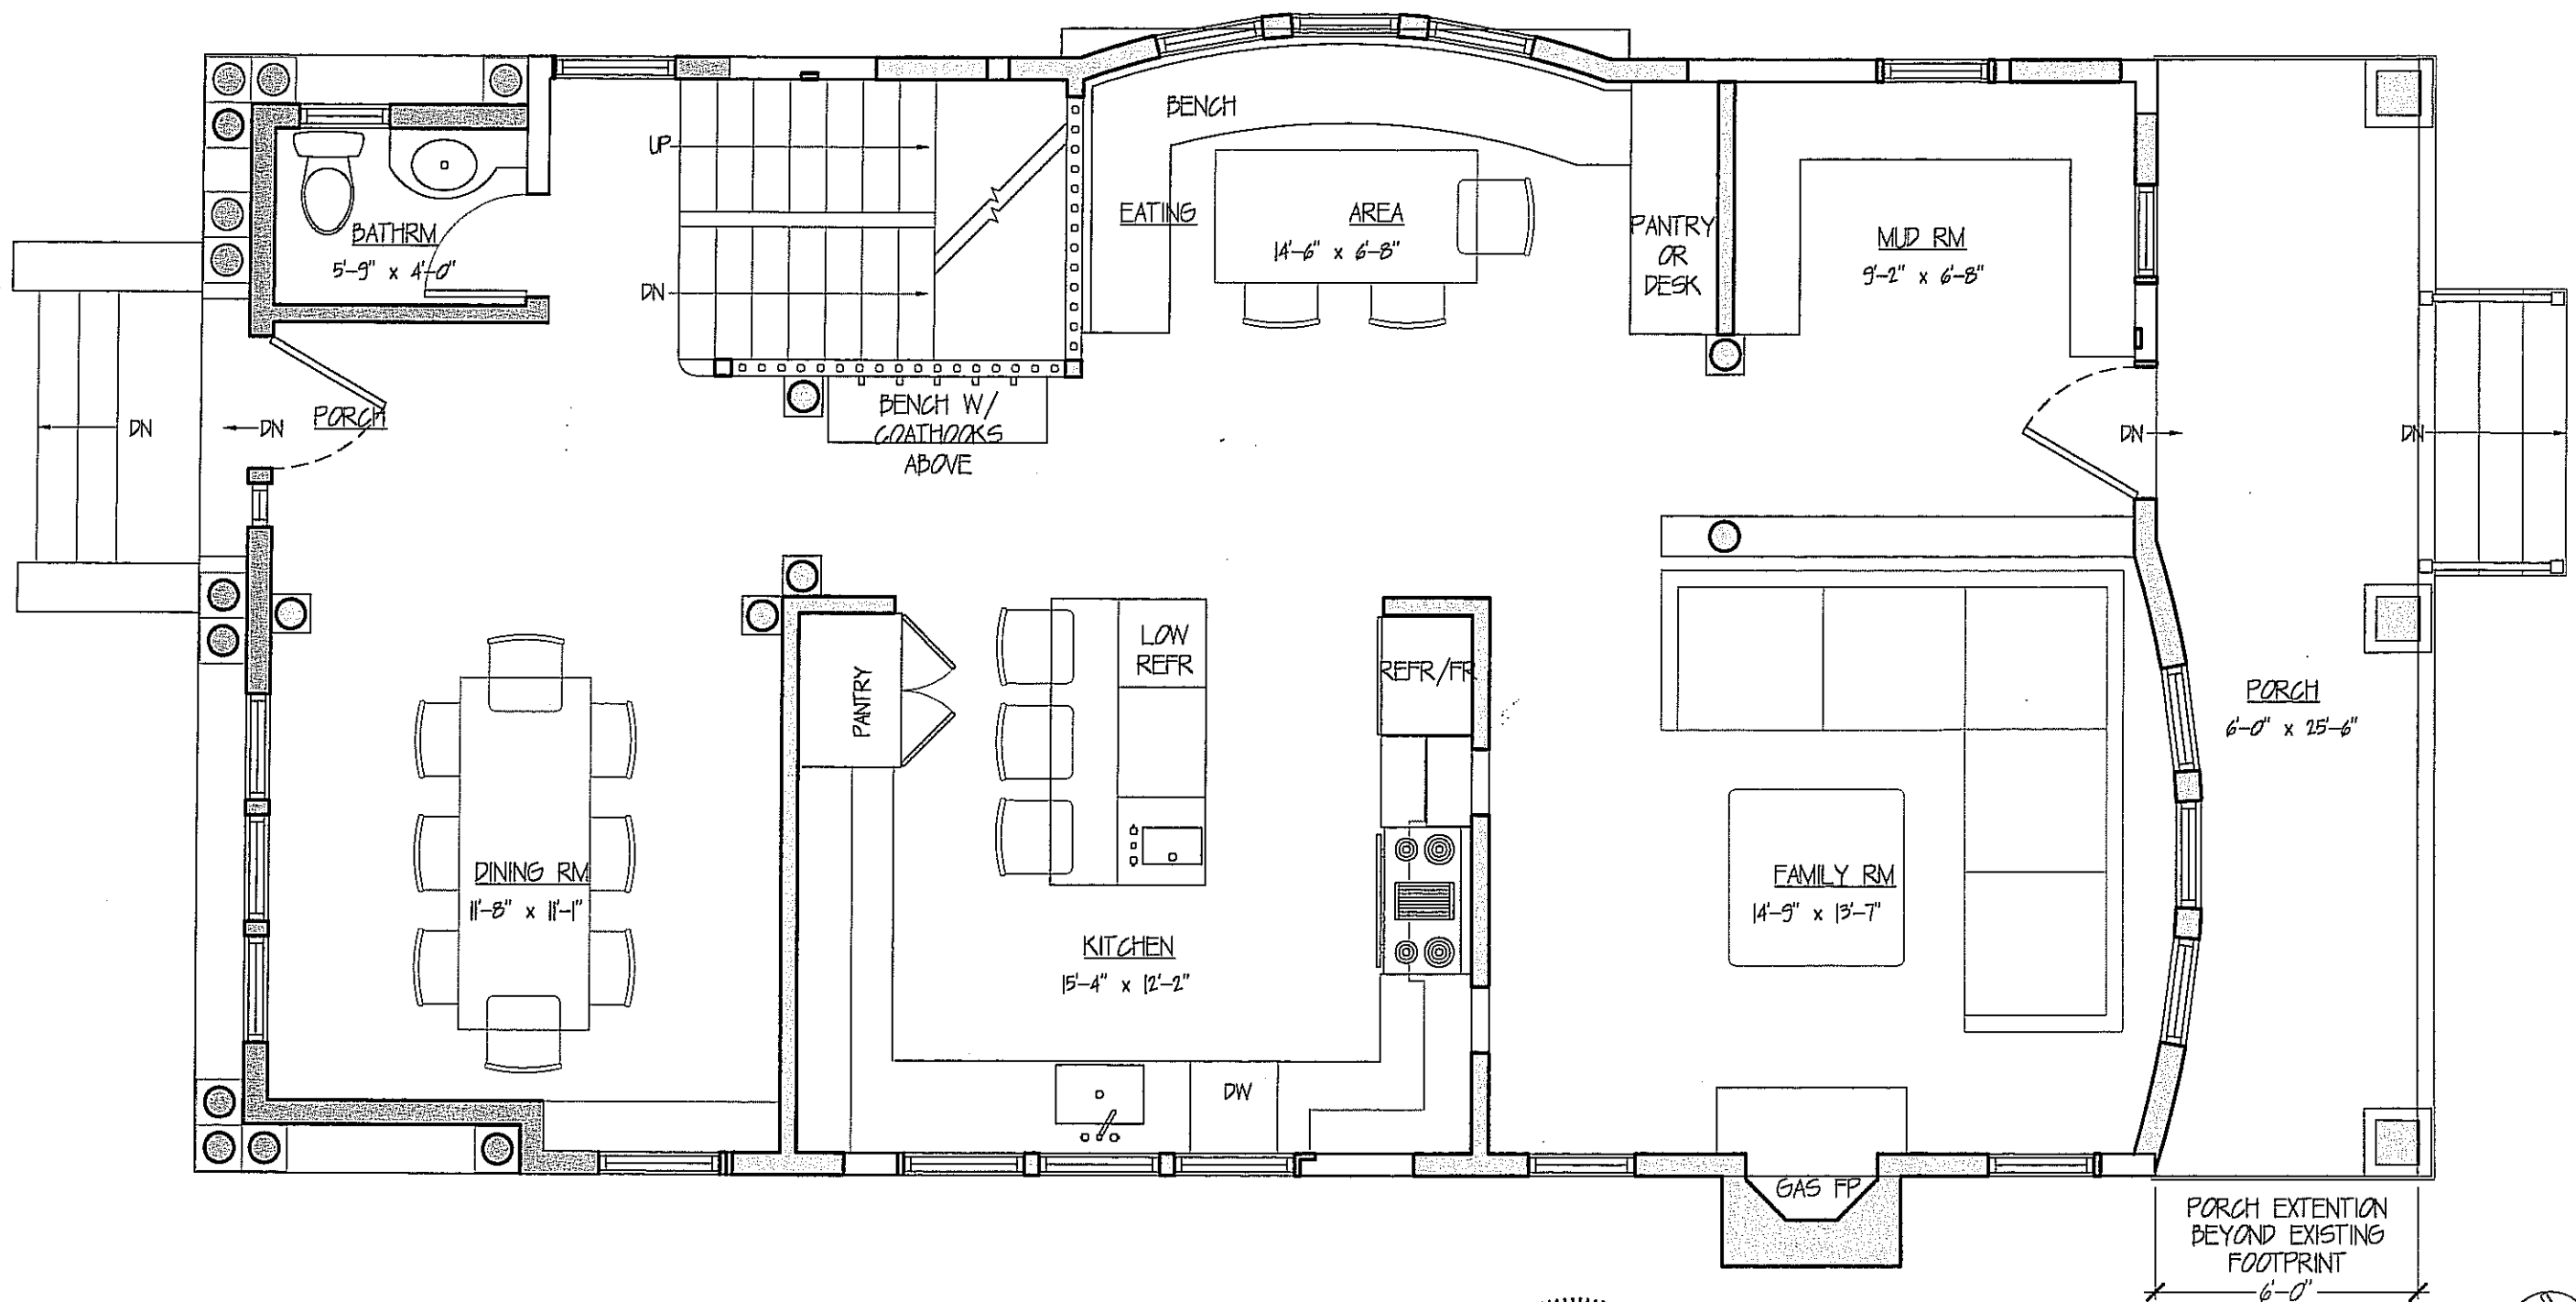 BENCH
UP
EATING
AREA
14'-6" x 6'-8"
BATHRM
5'-9" x 4'-0"
PANTRY
OR
DESK
MUD RM
9'-2" x 6'-8"
DN
DN
DN
PORCH
BENCH W/
COATHOOKS
ABOVE
DN
DN
LOW
REFR
REFR/FR
PANTRY
PORCH
6'-0" x 25'-6"
DINING RM
11'-8" x 11'-1"
FAMILY RM
14'-9" x 13'-7"
KITCHEN
15'-4" x 12'-2"
DW
GAS FP
PORCH EXTENTION
BEYOND EXISTING
FOOTPRINT
6'-0"